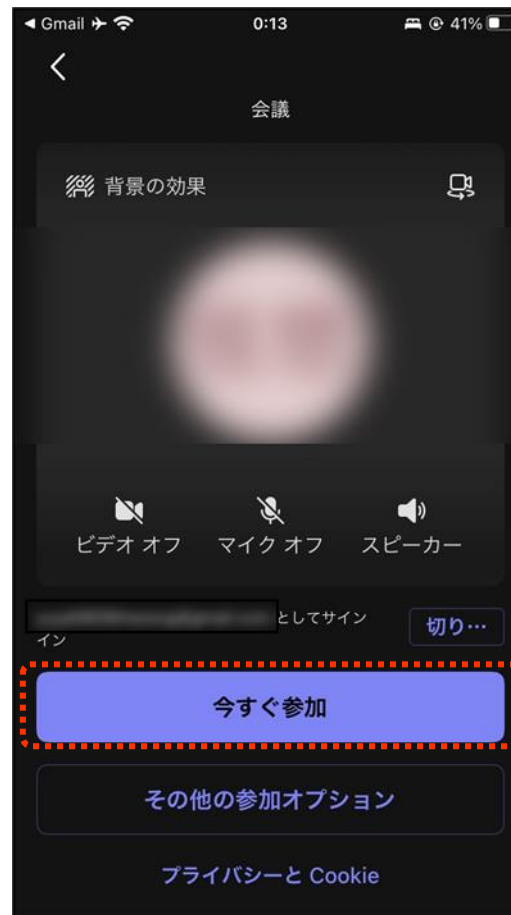 Gmail
0:13
41%
会議
背景の効果
ビデオ オフ
マイク オフ
スピーカー
としてサイン
イン
切り…
今すぐ参加
その他の参加オプション
プライバシーと Cookie